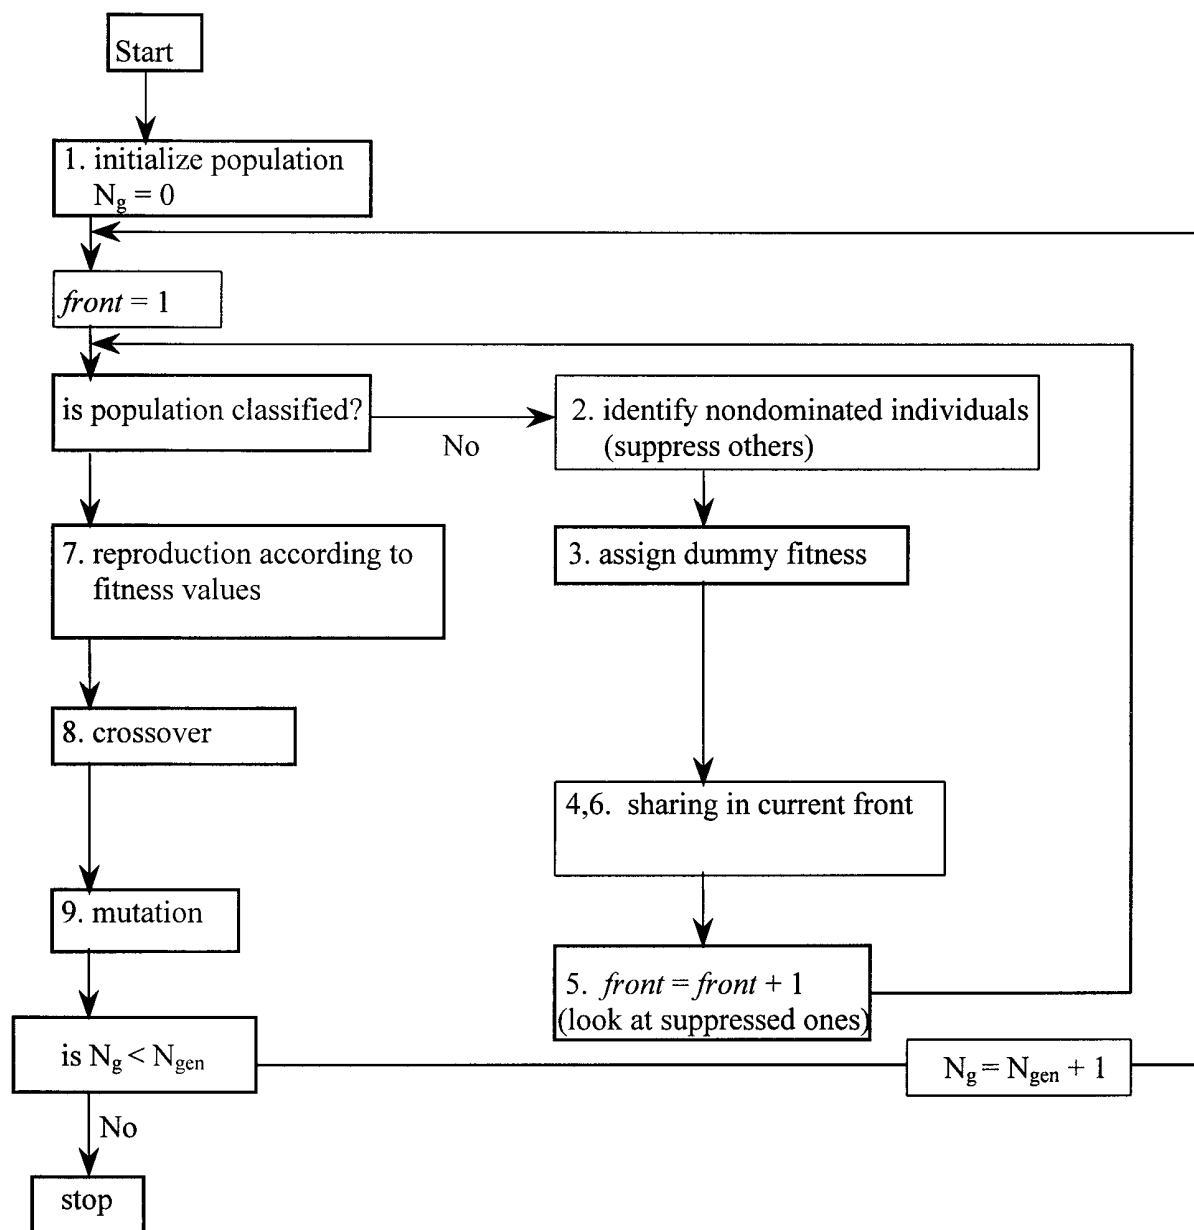 Start
1. initialize population
N_g = 0
front = 1
is population classified?
No
2. identify nondominated individuals
(suppress others)
3. assign dummy fitness
4,6. sharing in current front
5. front = front + 1
(look at suppressed ones)
7. reproduction according to
fitness values
8. crossover
9. mutation
is N_g < N_gen
N_g = N_gen + 1
No
stop